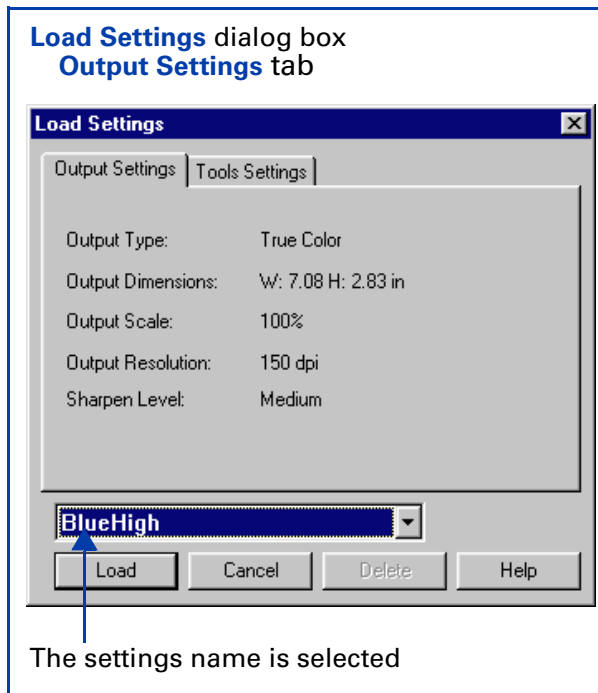 Load Settings dialog box
Output Settings tab
Load Settings
Output Settings Tools Settings
Output Type: True Color
Output Dimensions: W: 7.08 H: 2.83 in
Output Scale: 100%
Output Resolution: 150 dpi
Sharpen Level: Medium
BlueHigh
Load Cancel Delete Help
The settings name is selected